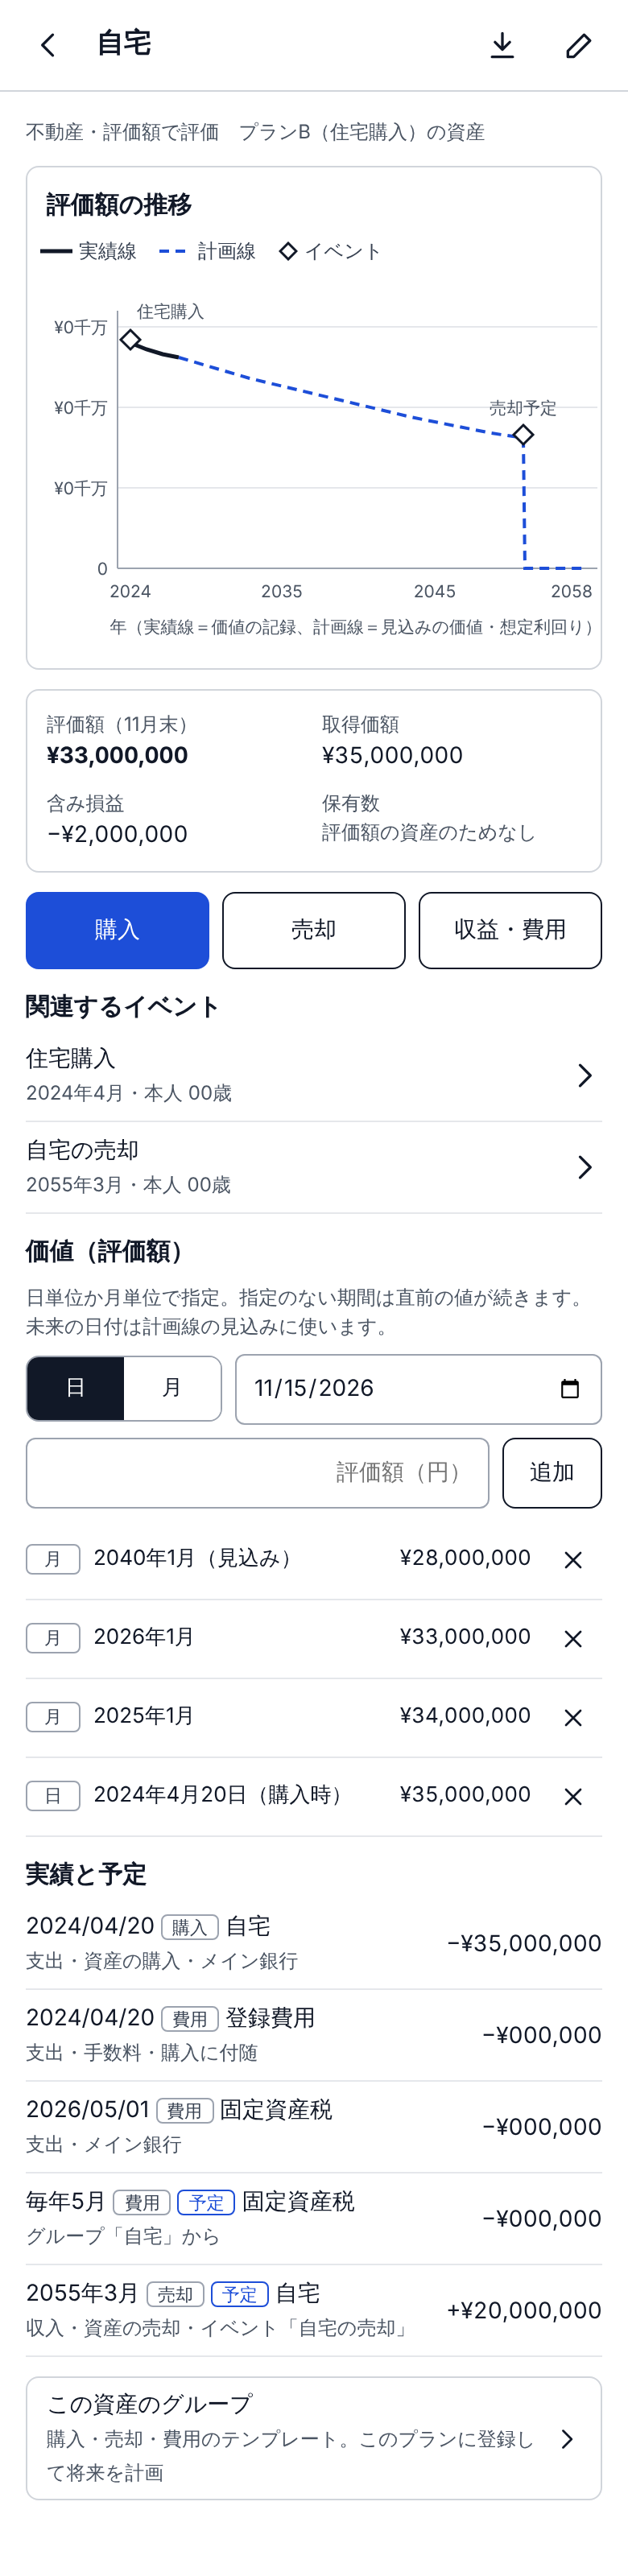 自宅
不動産・評価額で評価　プランB（住宅購入）の資産
評価額の推移
実績線　計画線　イベント
住宅購入
¥0千万
¥0千万
売却予定
¥0千万
0
2024　2035　2045　2058
年（実績線＝価値の記録、計画線＝見込みの価値・想定利回り）
評価額（11月末）　取得価額
¥33,000,000　¥35,000,000
含み損益　保有数
−¥2,000,000　評価額の資産のためなし
購入　売却　収益・費用
関連するイベント
住宅購入
2024年4月・本人 00歳
自宅の売却
2055年3月・本人 00歳
価値（評価額）
日単位か月単位で指定。指定のない期間は直前の値が続きます。
未来の日付は計画線の見込みに使います。
日　月　11/15/2026
評価額（円）　追加
月　2040年1月（見込み）　¥28,000,000
月　2026年1月　¥33,000,000
月　2025年1月　¥34,000,000
日　2024年4月20日（購入時）　¥35,000,000
実績と予定
2024/04/20 購入 自宅
−¥35,000,000
支出・資産の購入・メイン銀行
2024/04/20 費用 登録費用
−¥000,000
支出・手数料・購入に付随
2026/05/01 費用 固定資産税
−¥000,000
支出・メイン銀行
毎年5月 費用 予定 固定資産税
−¥000,000
グループ「自宅」から
2055年3月 売却 予定 自宅
+¥20,000,000
収入・資産の売却・イベント「自宅の売却」
この資産のグループ
購入・売却・費用のテンプレート。このプランに登録し
て将来を計画